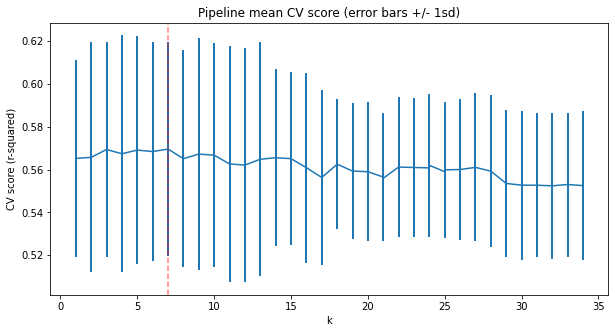 Pipeline mean CV score (error bars +/- 1sd)
CV score (r-squared)
0.62
0.60
0.58
0.56
0.54
0.52
0 5 10 15 20 25 30 35
k